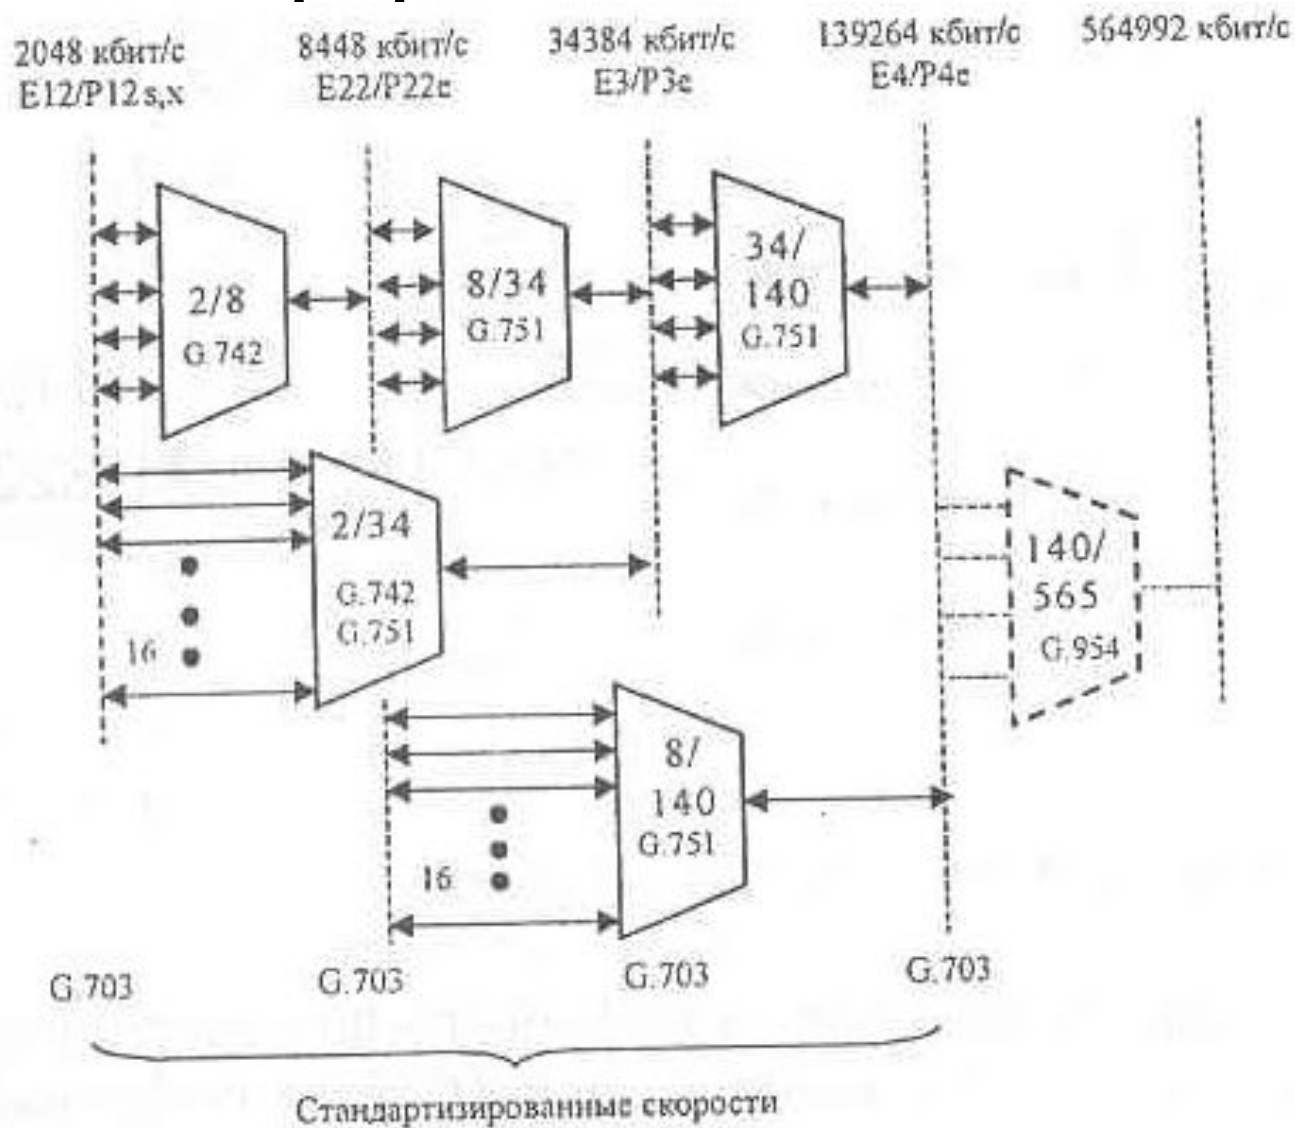 2048 кбит/с
E12/P12s,x
8448 кбит/с
E22/P22e
34384 кбит/с
E3/P3e
139264 кбит/с
E4/P4e
564992 кбит/с
2/8
G.742
8/34
G.751
34/
140
G.751
2/34
G.742
G.751
16
140/
565
G.954
8/
140
G.751
16
G.703
G.703
G.703
G.703
Стандартизированные скорости